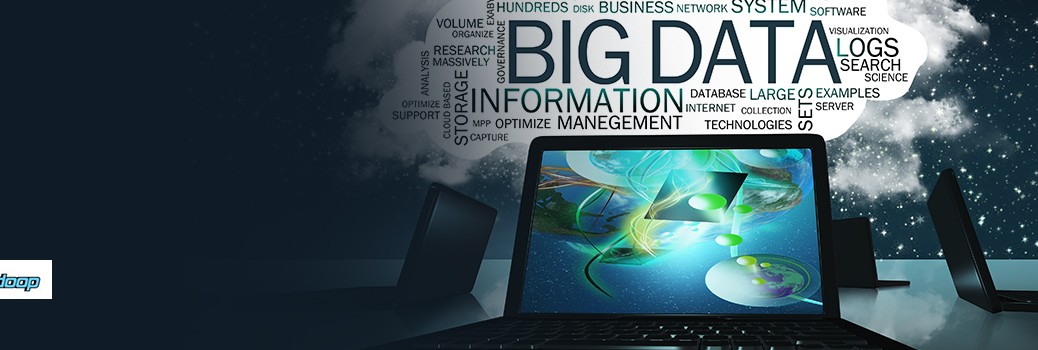 HUNDREDS DISK BUSINESS NETWORK SYSTEM SOFTWARE
EXAB
VOLUME
ORGANIZE
GOVERNANCE
BIG DATA
VISUALIZATION
LOGS
SEARCH
SCIENCE
RESEARCH
MASSIVELY
ANALYSIS
STORAGE
CLOUD BASED
OPTIMIZE
SUPPORT
INFORMATION
DATABASE LARGE EXAMPLES
INTERNET COLLECTION
SETS
SERVER
MPP OPTIMIZE MANEGEMENT
TECHNOLOGIES
CAPTURE
doop